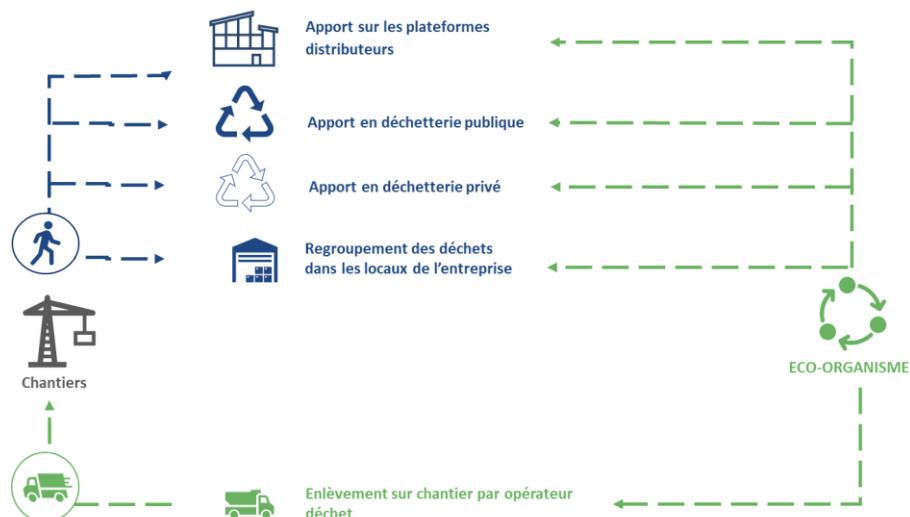 Apport sur les plateformes
distributeurs
Apport en déchetterie publique
Apport en déchetterie privé
Regroupement des déchets
dans les locaux de l'entreprise
Chantiers
ECO-ORGANISME
Enlèvement sur chantier par opérateur
déchet